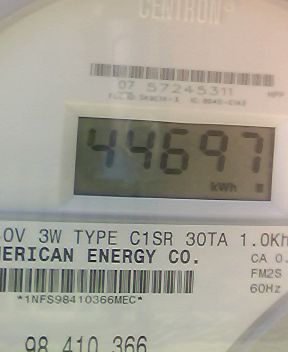 CENTRON
07 57245311
44697
kWh
0V 3W TYPE C1SR 30TA 1.0Kh
MERICAN ENERGY CO.
CA 0.
FM2S
60Hz
*1NFS98410366MEC*
98 410 366